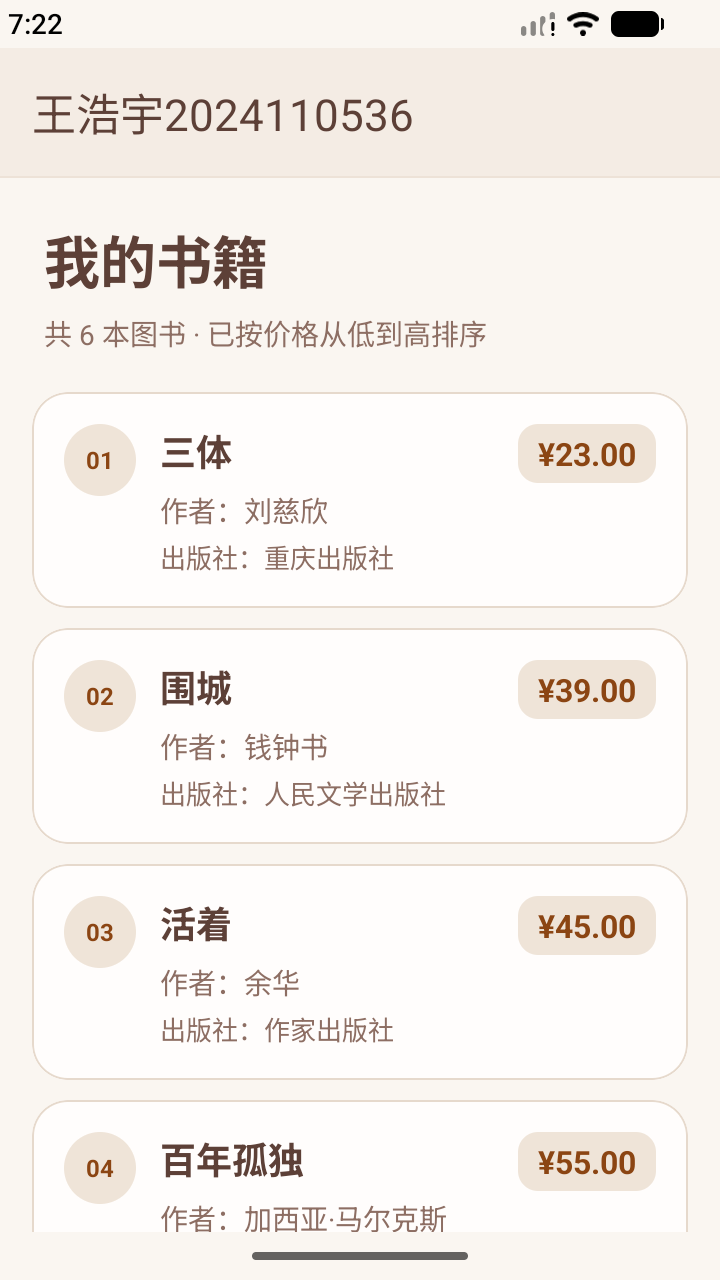 7:22
王浩宇2024110536
我的书籍
共 6 本图书 · 已按价格从低到高排序
01
三体
¥23.00
作者：刘慈欣
出版社：重庆出版社
02
围城
¥39.00
作者：钱钟书
出版社：人民文学出版社
03
活着
¥45.00
作者：余华
出版社：作家出版社
04
百年孤独
¥55.00
作者：加西亚·马尔克斯